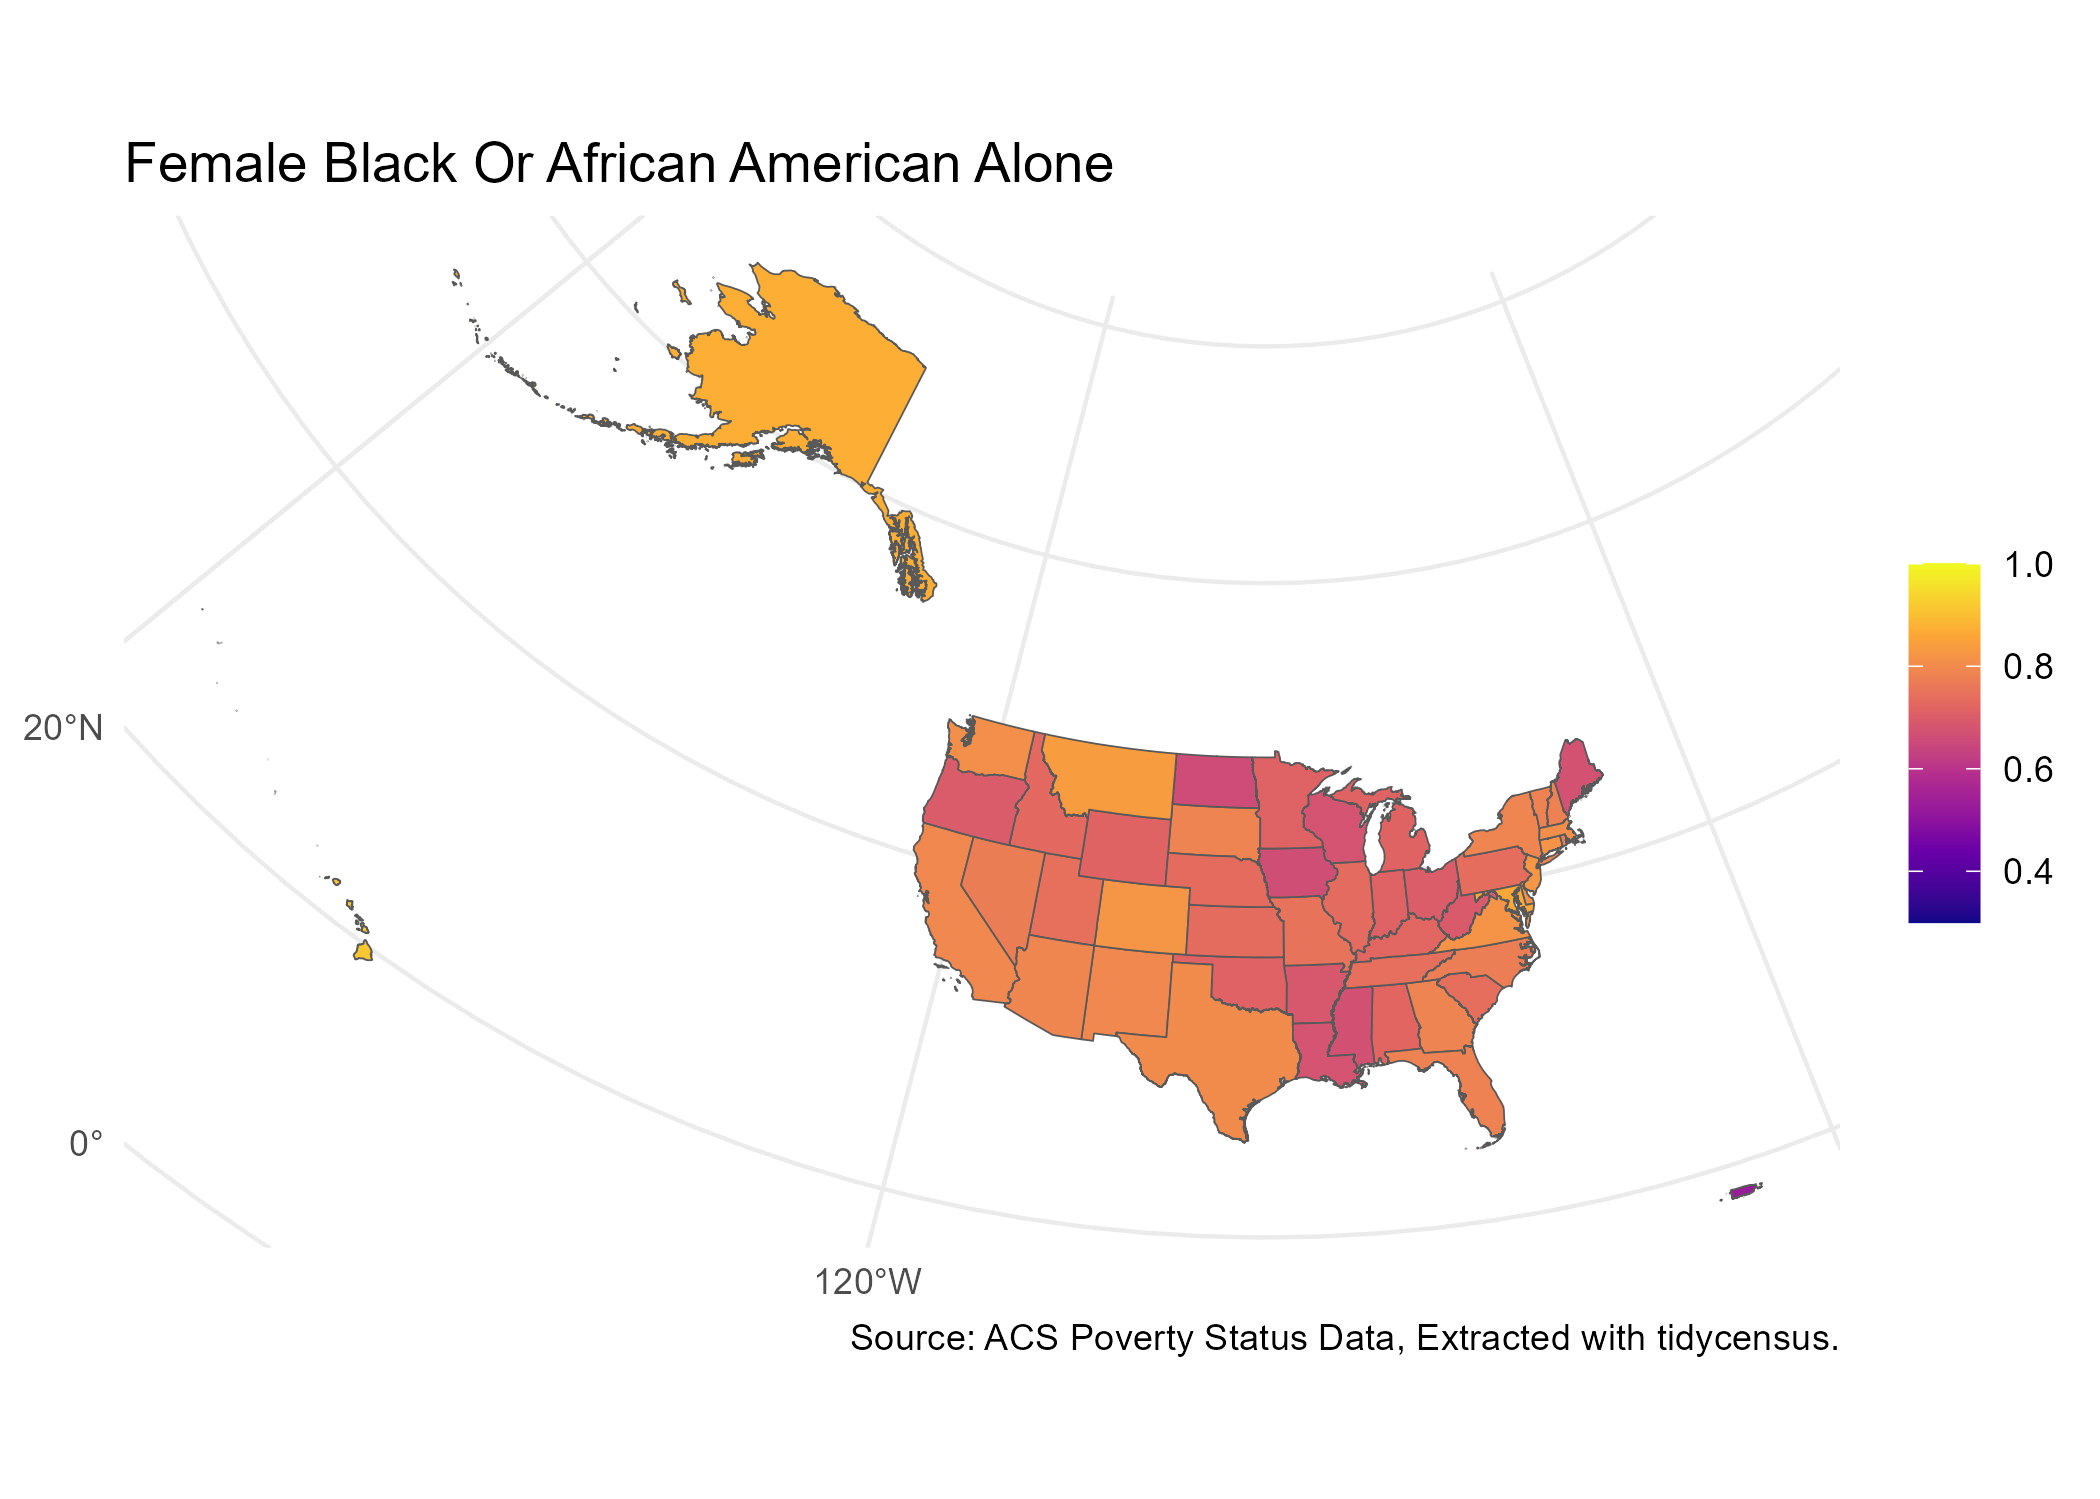 Female Black Or African American Alone
1.0
0.8
0.6
0.4
20°N
0°
120°W
Source: ACS Poverty Status Data, Extracted with tidycensus.